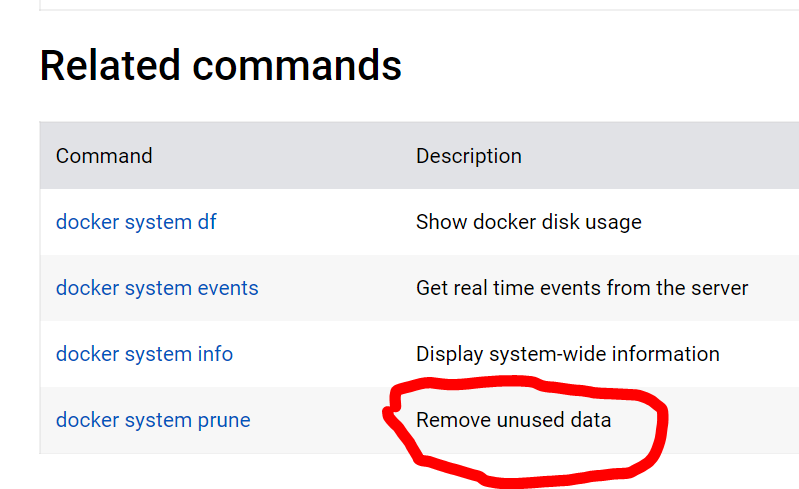 Related commands
Command Description
docker system df Show docker disk usage
docker system events Get real time events from the server
docker system info Display system-wide information
docker system prune Remove unused data